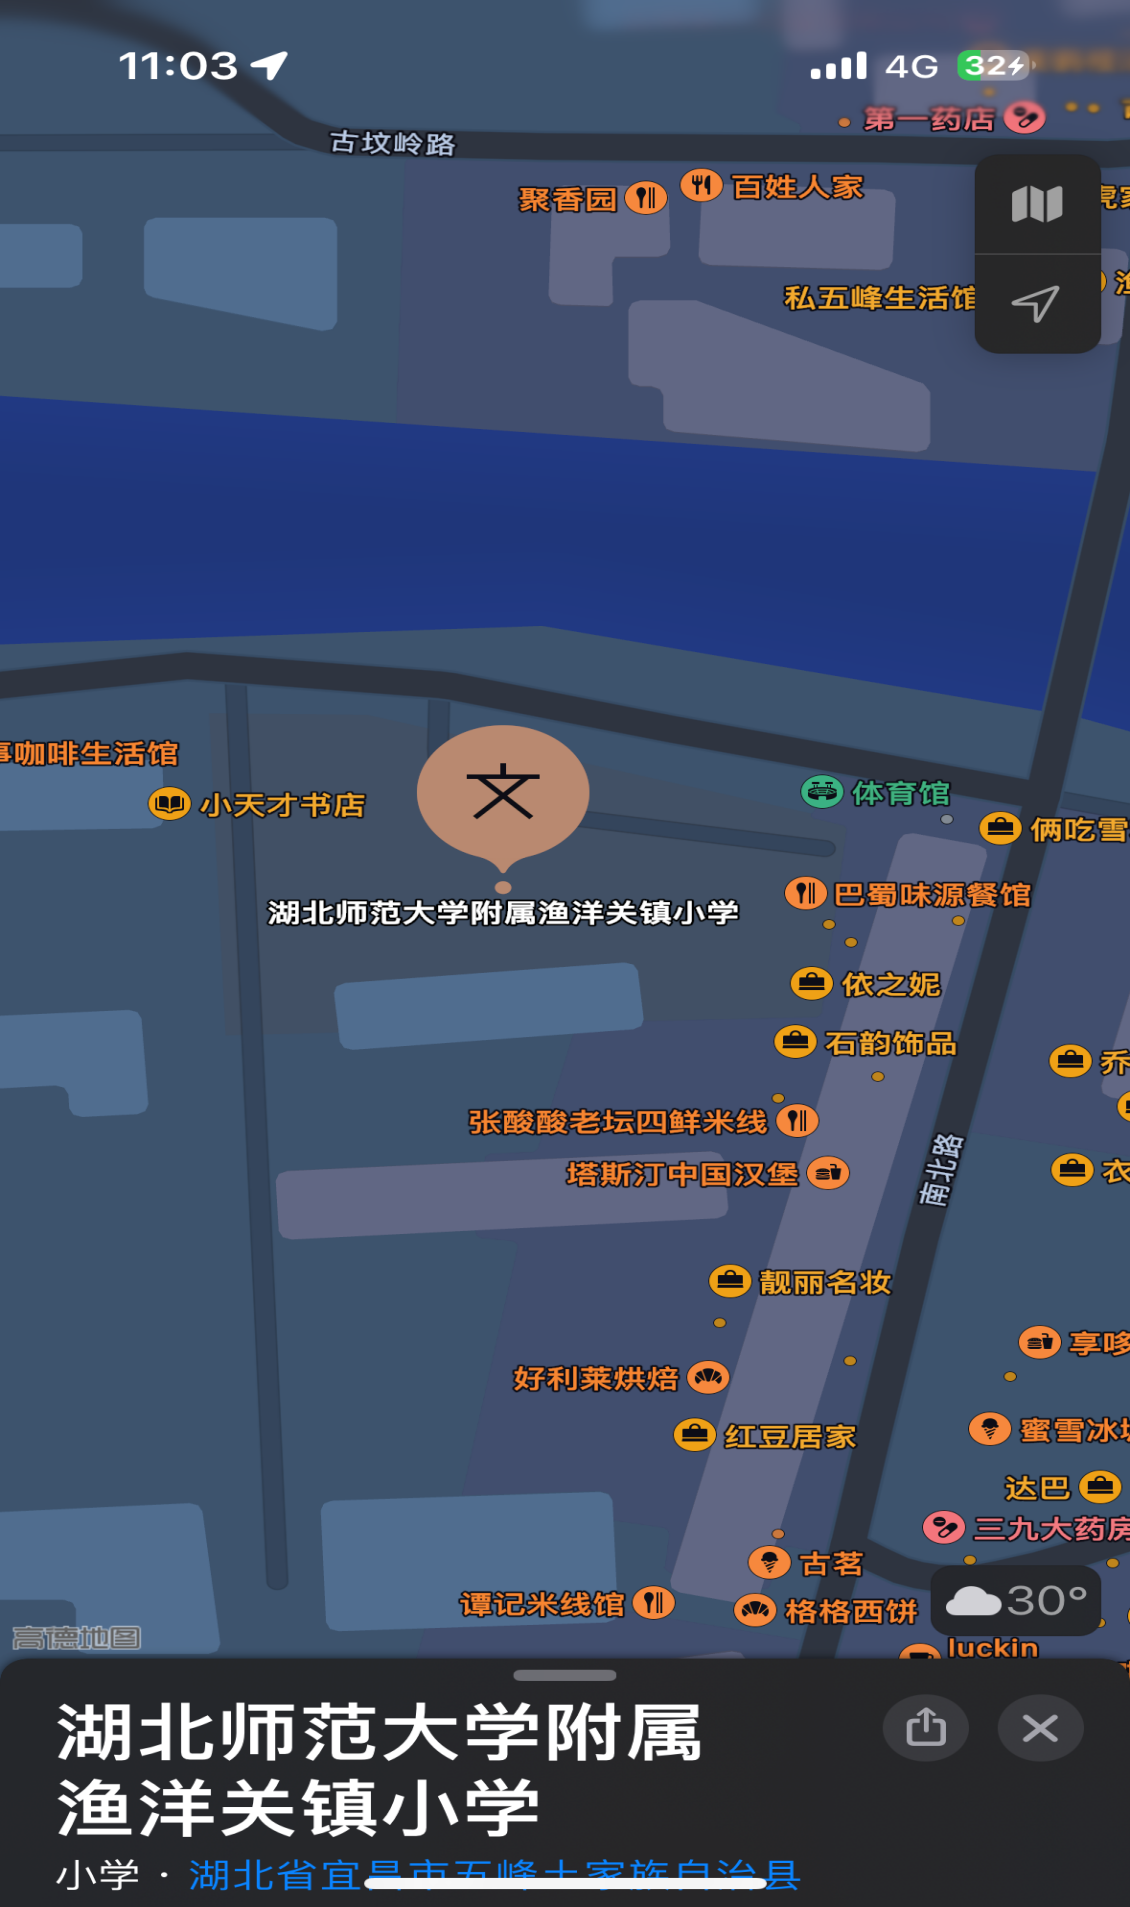 11:03
4G
32
第一药店
古坟岭路
聚香园
百姓人家
私五峰生活馆
咖啡生活馆
小天才书店
体育馆
俩吃雪
巴蜀味源餐馆
湖北师范大学附属渔洋关镇小学
依之妮
石韵饰品
乔
张酸酸老坛四鲜米线
塔斯汀中国汉堡
南北路
衣
靓丽名妆
享哆
好利莱烘焙
红豆居家
蜜雪冰城
达巴
三九大药房
古茗
谭记米线馆
格格西饼
30°
高德地图
luckin
湖北师范大学附属
渔洋关镇小学
小学 · 湖北省宜昌市五峰土家族自治县